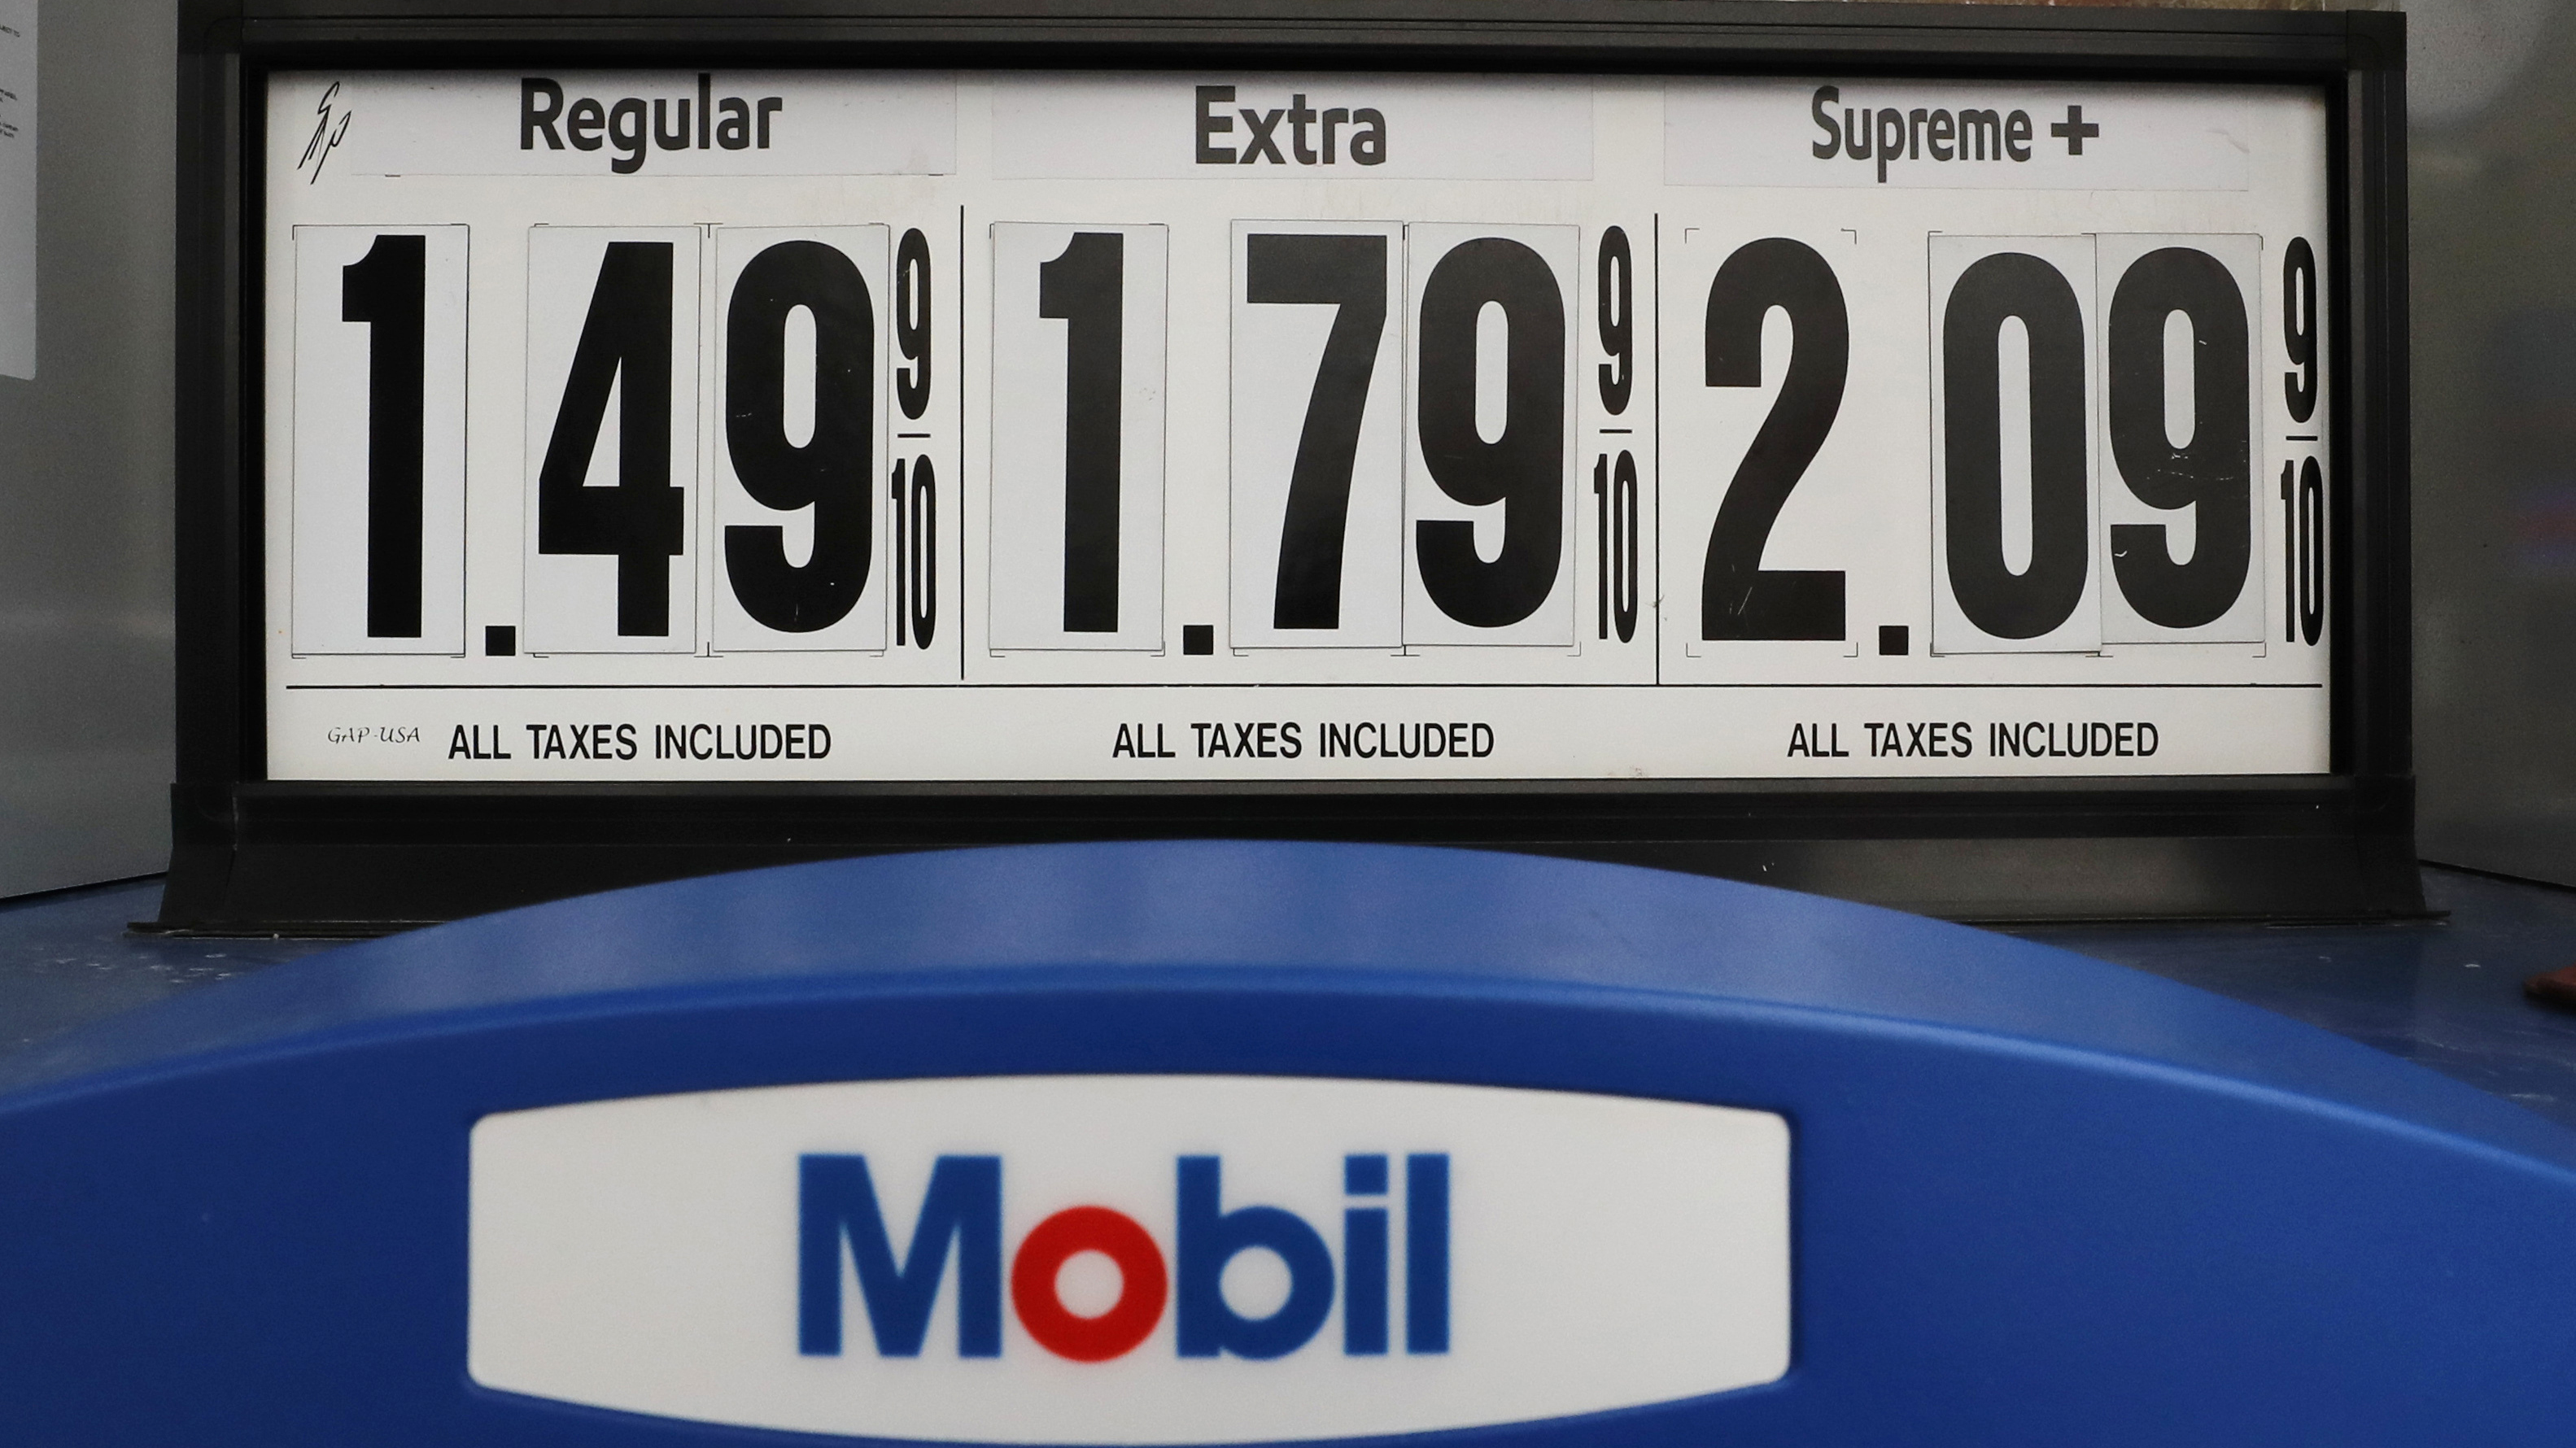 Regular Extra Supreme +
1.49 9/10 1.79 9/10 2.09 9/10
GAP-USA ALL TAXES INCLUDED ALL TAXES INCLUDED ALL TAXES INCLUDED
Mobil